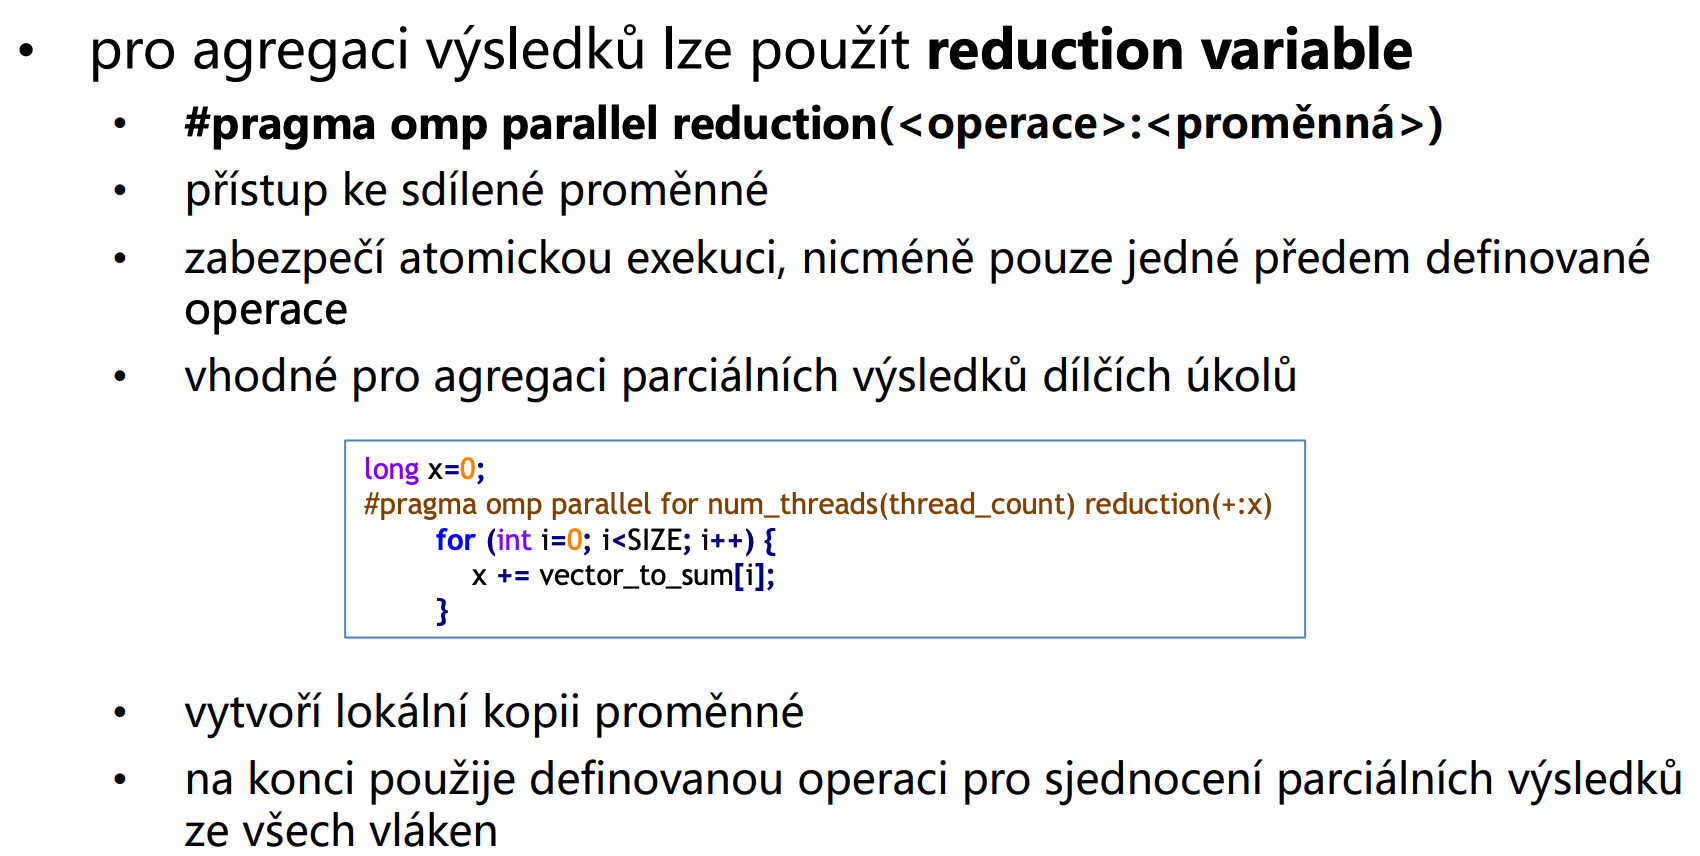 • pro agregaci výsledků lze použít reduction variable
• #pragma omp parallel reduction(<operace>:<proměnná>)
• přístup ke sdílené proměnné
• zabezpečí atomickou exekuci, nicméně pouze jedné předem definované
operace
• vhodné pro agregaci parciálních výsledků dílčích úkolů
long x=0;
#pragma omp parallel for num_threads(thread_count) reduction(+:x)
for (int i=0; i<SIZE; i++) {
x += vector_to_sum[i];
}
• vytvoří lokální kopii proměnné
• na konci použije definovanou operaci pro sjednocení parciálních výsledků
ze všech vláken